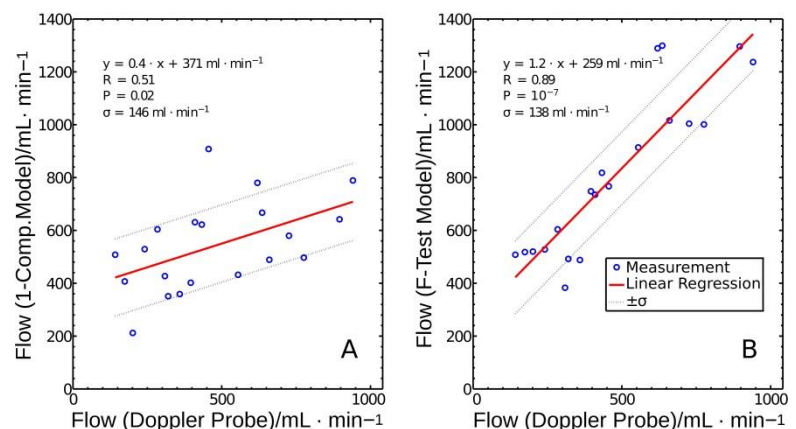 1400
1200
1000
800
600
400
200
0
0
500
1000
Flow (1-Comp.Model)/mL· min−1
Flow (Doppler Probe)/mL · min−1
y = 0.4 · x + 371 ml · min−1
R = 0.51
P = 0.02
σ = 146 ml · min−1
A
1400
1200
1000
800
600
400
200
0
0
500
1000
Flow (F-Test Model)/mL · min−1
Flow (Doppler Probe)/mL · min−1
y = 1.2 · x + 259 ml · min−1
R = 0.89
P = 10−7
σ = 138 ml · min−1
Measurement
Linear Regression
±σ
B